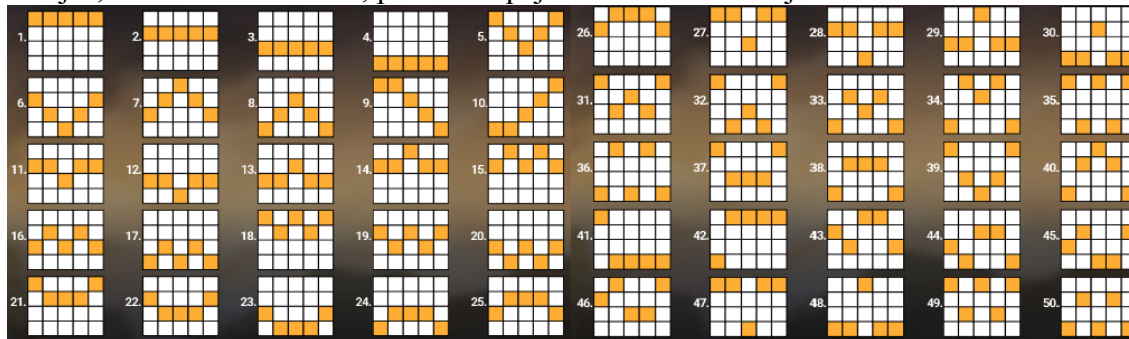 1. 2. 3. 4. 5. 26. 27. 28. 29. 30.
6. 7. 8. 9. 10. 31. 32. 33. 34. 35.
11. 12. 13. 14. 15. 36. 37. 38. 39. 40.
16. 17. 18. 19. 20. 41. 42. 43. 44. 45.
21. 22. 23. 24. 25. 46. 47. 48. 49. 50.